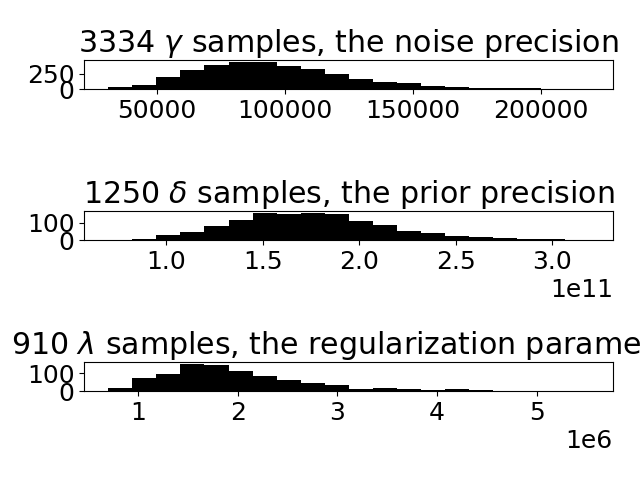 3334 γ samples, the noise precision
250
0
50000 100000 150000 200000
1250 δ samples, the prior precision
100
0
1.0 1.5 2.0 2.5 3.0
1e11
910 λ samples, the regularization parame
100
0
1 2 3 4 5
1e6